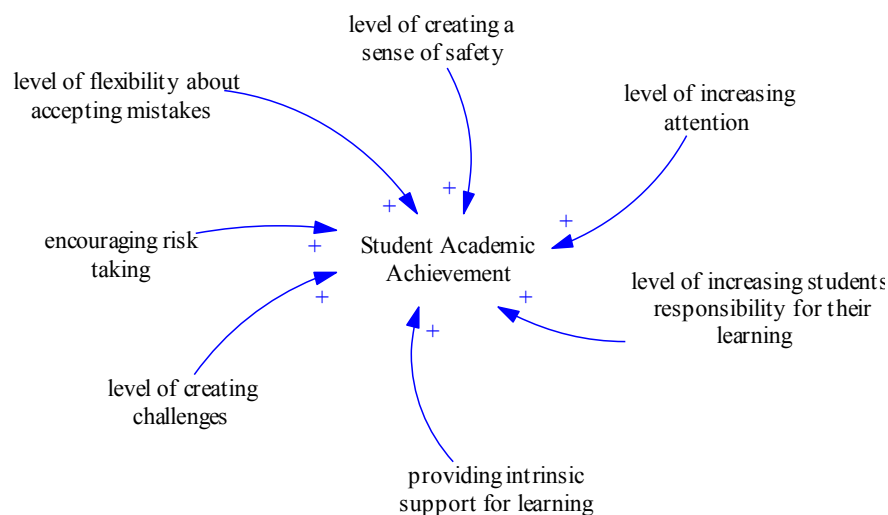 level of creating a
sense of safety
level of flexibility about
accepting mistakes
level of increasing
attention
+
+
+
encouraging risk
taking
+
Student Academic
Achievement
level of increasing students
responsibility for their
learning
+
+
+
level of creating
challenges
providing intrinsic
support for learning